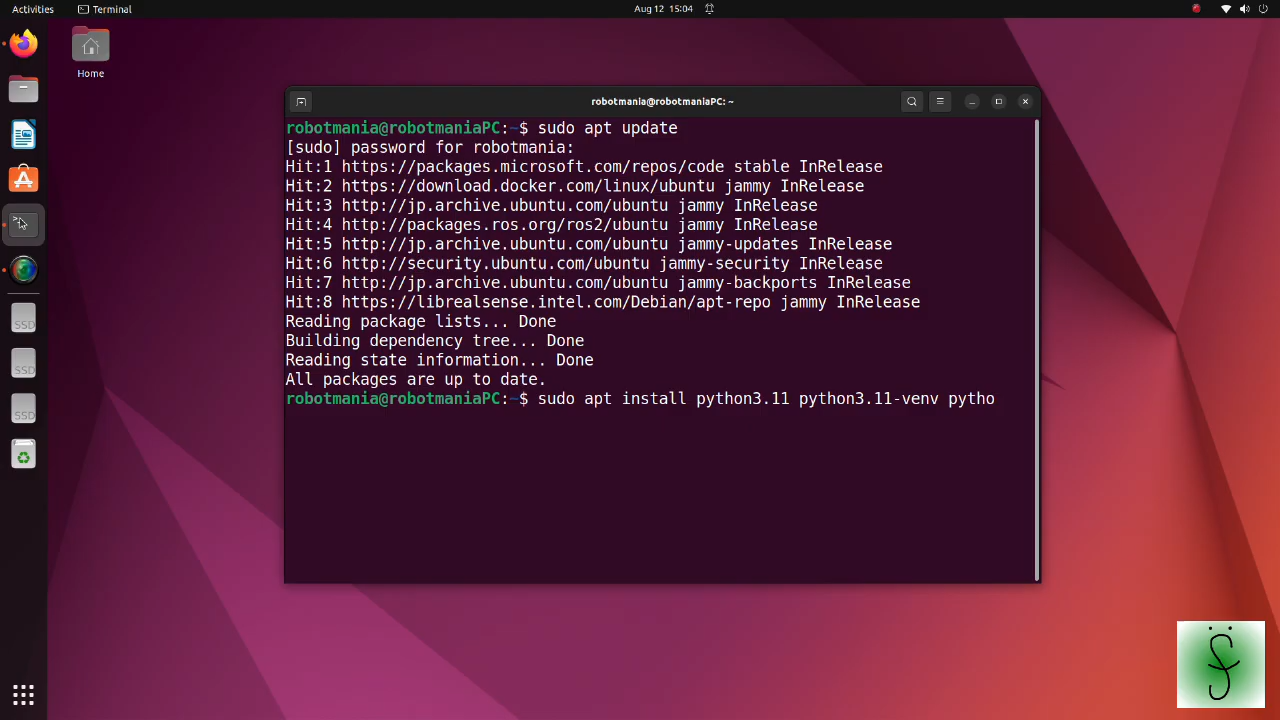 Activities
Terminal
Aug 12 15:04
Home
robotmania@robotmaniaPC: ~
robotmania@robotmaniaPC:~$ sudo apt update
[sudo] password for robotmania:
Hit:1 https://packages.microsoft.com/repos/code stable InRelease
Hit:2 https://download.docker.com/linux/ubuntu jammy InRelease
Hit:3 http://jp.archive.ubuntu.com/ubuntu jammy InRelease
Hit:4 http://packages.ros.org/ros2/ubuntu jammy InRelease
Hit:5 http://jp.archive.ubuntu.com/ubuntu jammy-updates InRelease
Hit:6 http://security.ubuntu.com/ubuntu jammy-security InRelease
Hit:7 http://jp.archive.ubuntu.com/ubuntu jammy-backports InRelease
Hit:8 https://librealsense.intel.com/Debian/apt-repo jammy InRelease
Reading package lists... Done
Building dependency tree... Done
Reading state information... Done
All packages are up to date.
robotmania@robotmaniaPC:~$ sudo apt install python3.11 python3.11-venv pytho
SSD
SSD
SSD